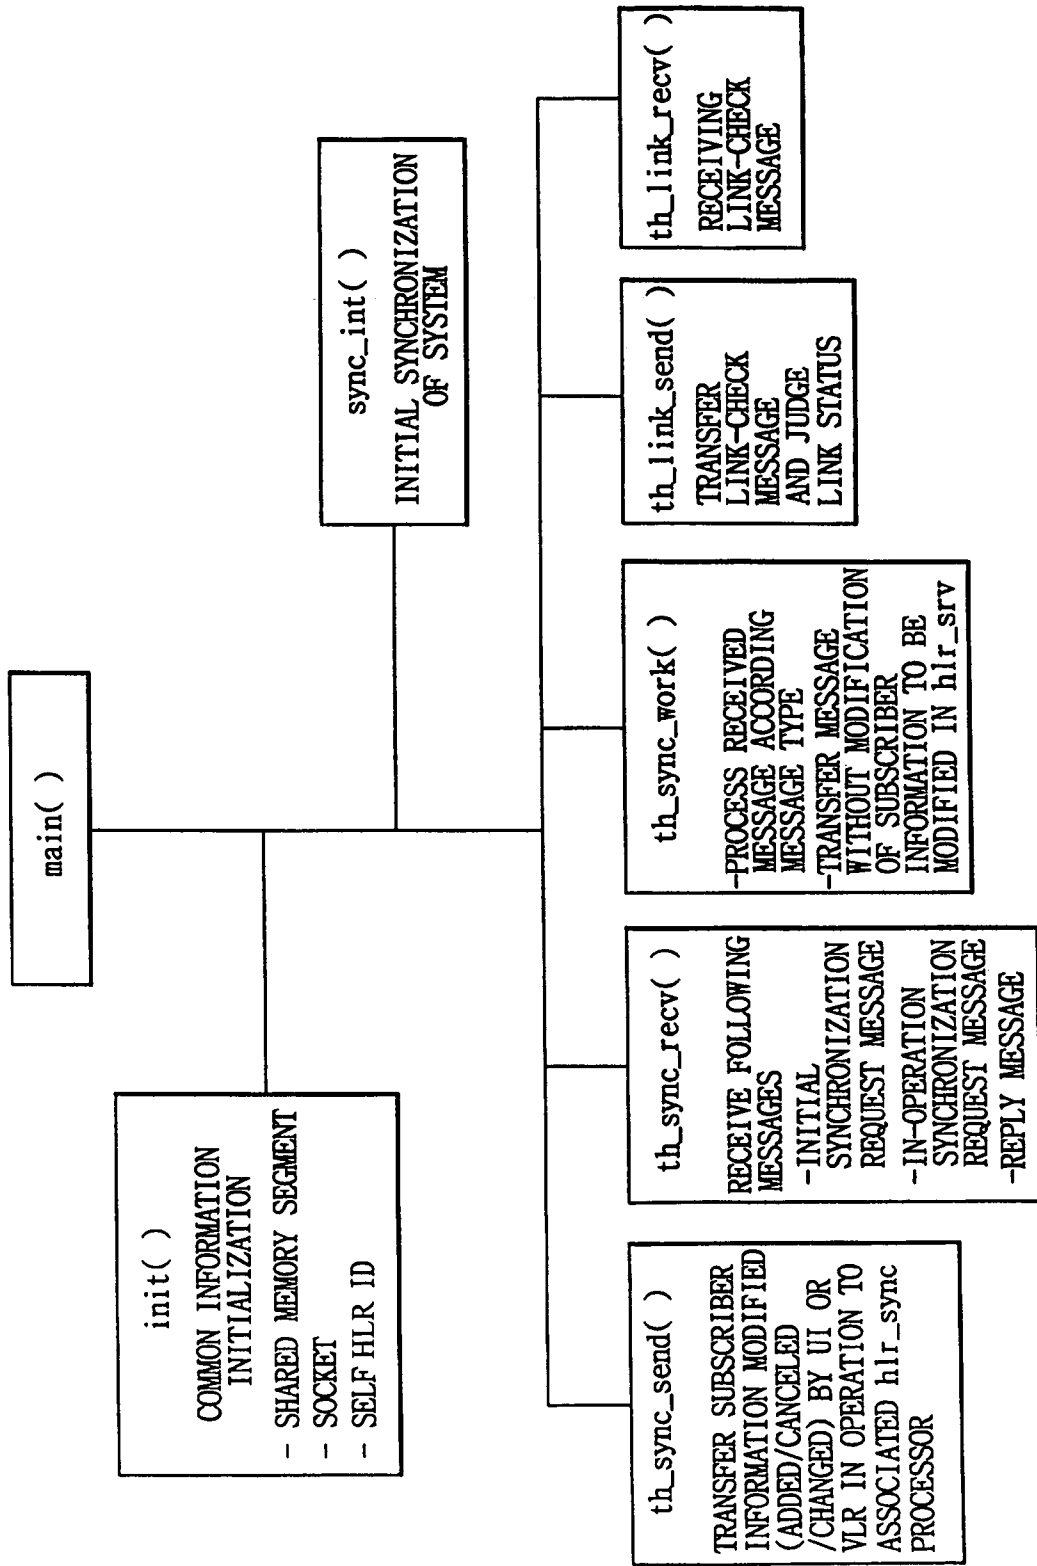 main( )
init( )
COMMON INFORMATION
INITIALIZATION
- SHARED MEMORY SEGMENT
- SOCKET
- SELF HLR ID
sync_int( )
INITIAL SYNCHRONIZATION
OF SYSTEM
th_sync_send( )
TRANSFER SUBSCRIBER
INFORMATION MODIFIED
(ADDED/CANCELED
/CHANGED) BY UI OR
VLR IN OPERATION TO
ASSOCIATED hlr_sync
PROCESSOR
th_sync_recv( )
RECEIVE FOLLOWING
MESSAGES
-INITIAL
SYNCHRONIZATION
REQUEST MESSAGE
-IN-OPERATION
SYNCHRONIZATION
REQUEST MESSAGE
-REPLY MESSAGE
th_sync_work( )
-PROCESS RECEIVED
MESSAGE ACCORDING
MESSAGE TYPE
-TRANSFER MESSAGE
WITHOUT MODIFICATION
OF SUBSCRIBER
INFORMATION TO BE
MODIFIED IN hlr_srv
th_link_send( )
TRANSFER
LINK-CHECK
MESSAGE
AND JUDGE
LINK STATUS
th_link_recv( )
RECEIVING
LINK-CHECK
MESSAGE